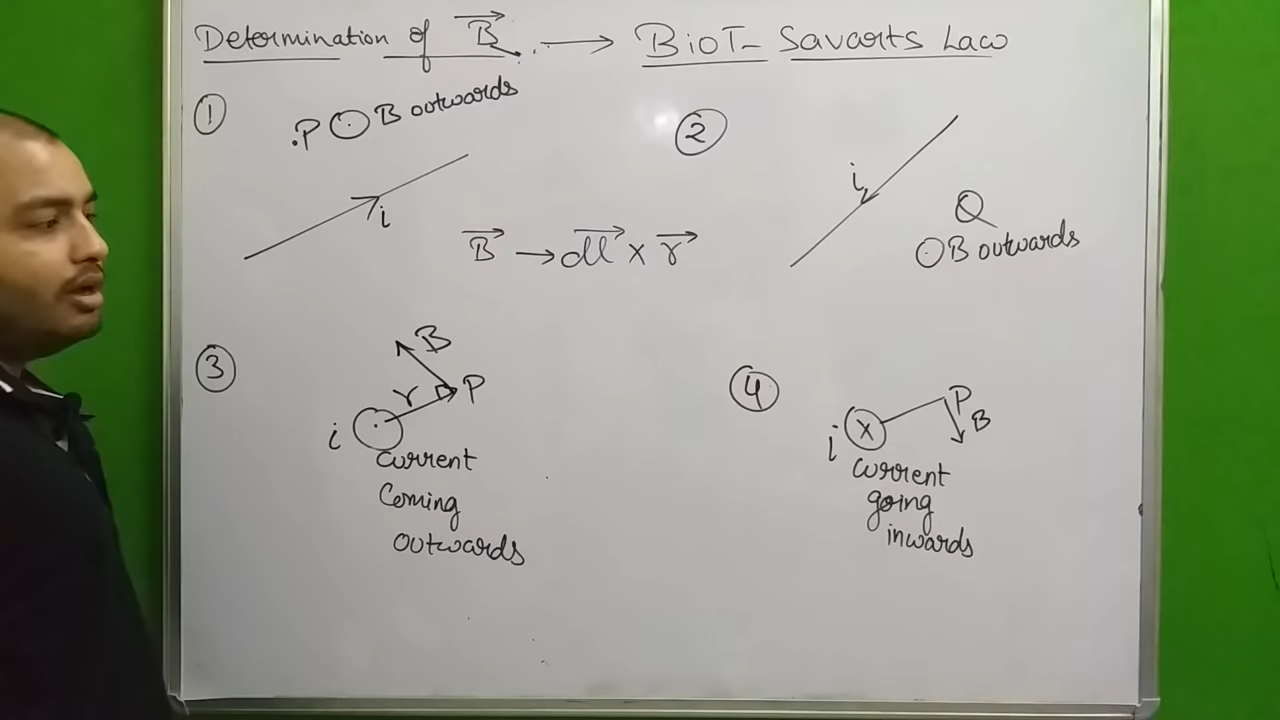 Determination of B → BioT- Savarts Law
①
.P ⊙ B outwards
i
②
i
Q
⊙B outwards
B → dl x r
③
B
r
P
i
Current
Coming
outwards
④
P
B
i
x
Current
going
inwards